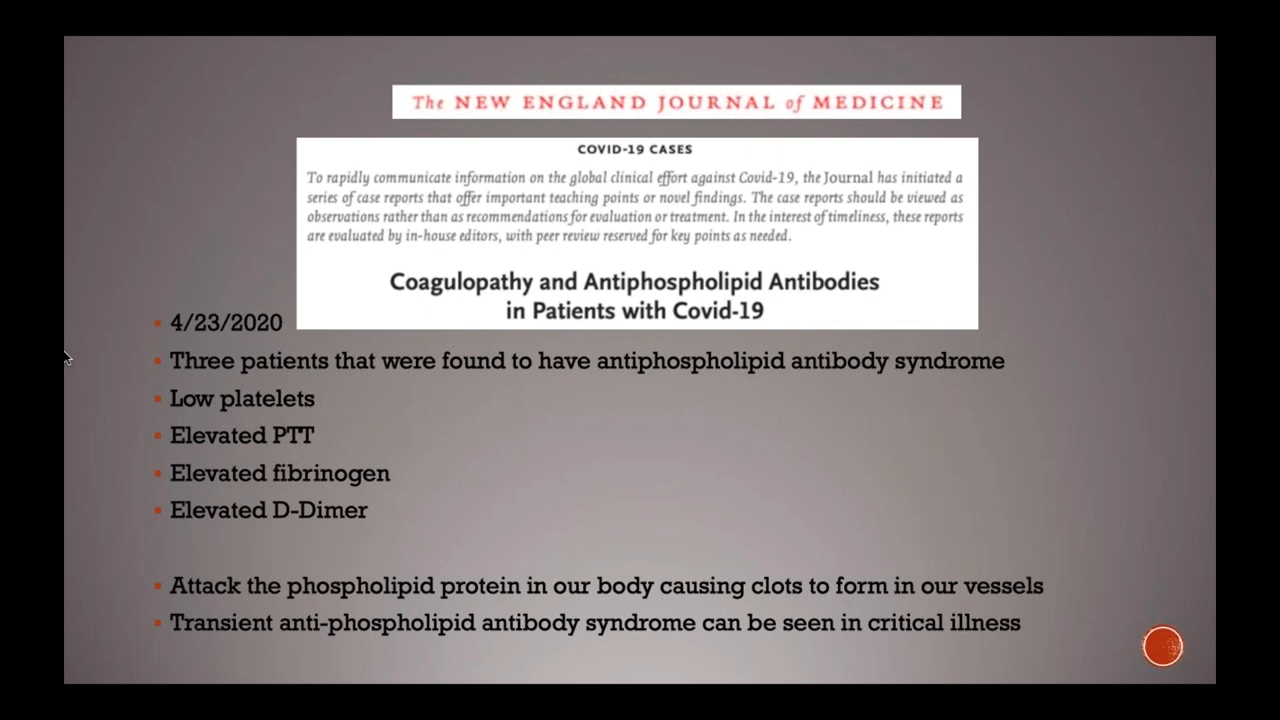 The NEW ENGLAND JOURNAL of MEDICINE
COVID-19 CASES
To rapidly communicate information on the global clinical effort against Covid-19, the Journal has initiated a
series of case reports that offer important teaching points or novel findings. The case reports should be viewed as
observations rather than as recommendations for evaluation or treatment. In the interest of timeliness, these reports
are evaluated by in-house editors, with peer review reserved for key points as needed.
Coagulopathy and Antiphospholipid Antibodies
in Patients with Covid-19
4/23/2020
Three patients that were found to have antiphospholipid antibody syndrome
Low platelets
Elevated PTT
Elevated fibrinogen
Elevated D-Dimer
Attack the phospholipid protein in our body causing clots to form in our vessels
Transient anti-phospholipid antibody syndrome can be seen in critical illness